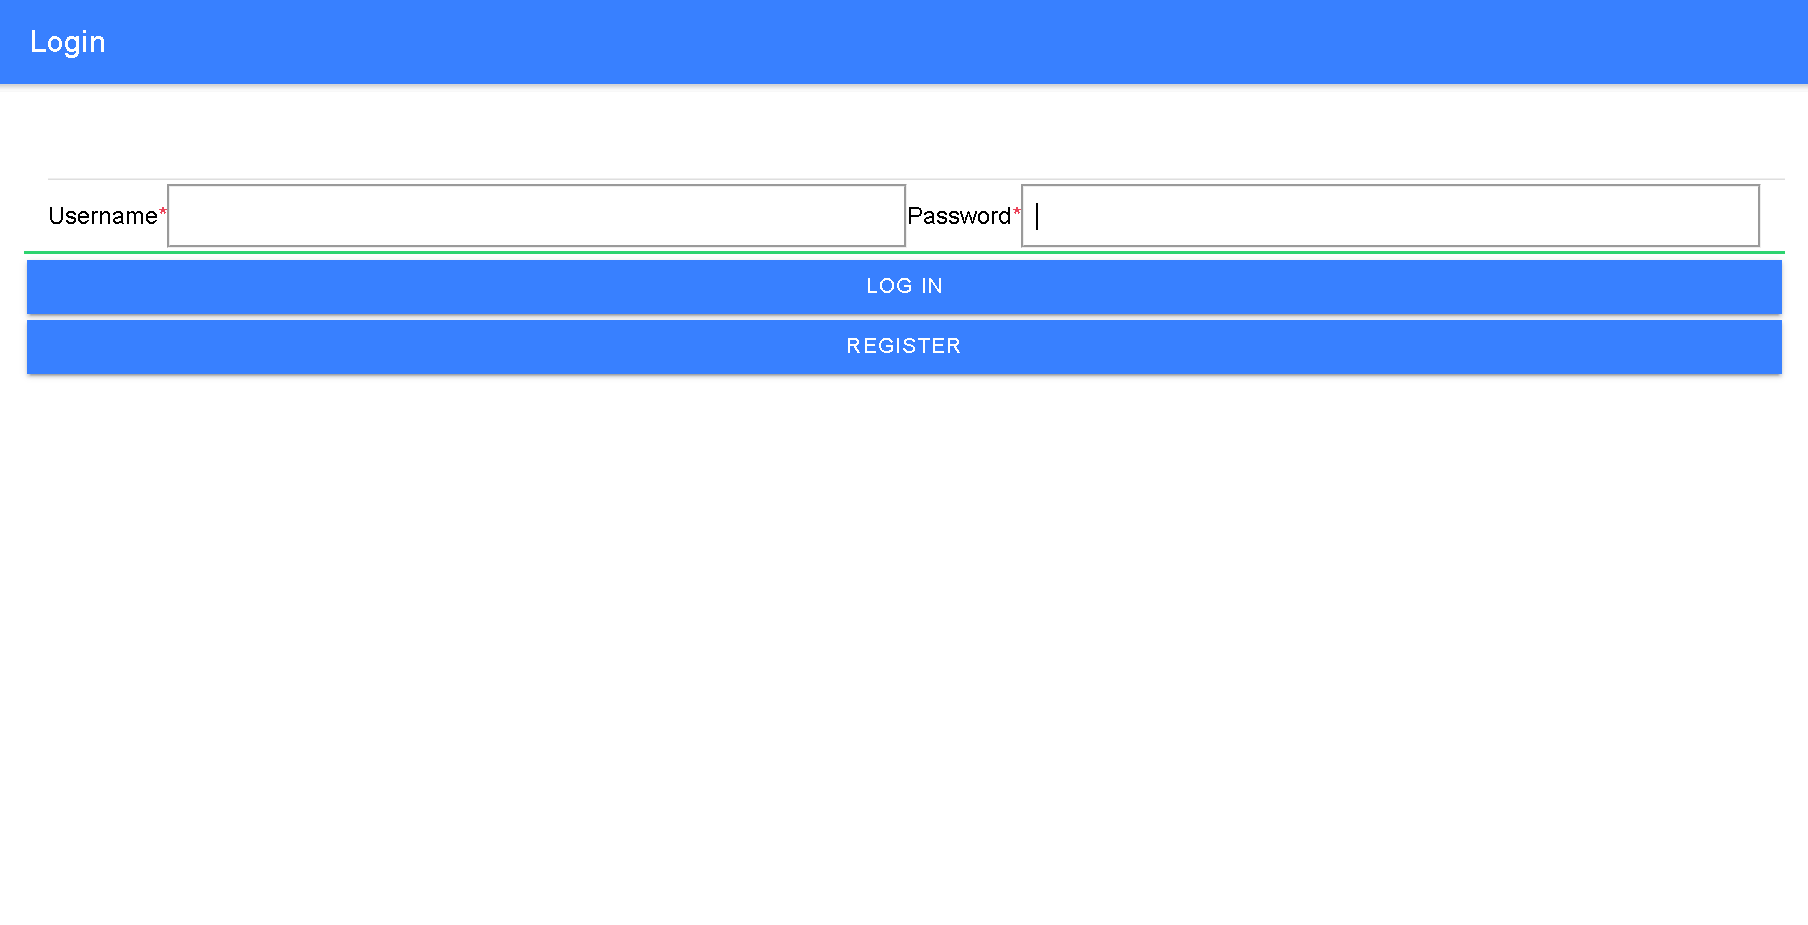 Login
Username* Password*
LOG IN
REGISTER